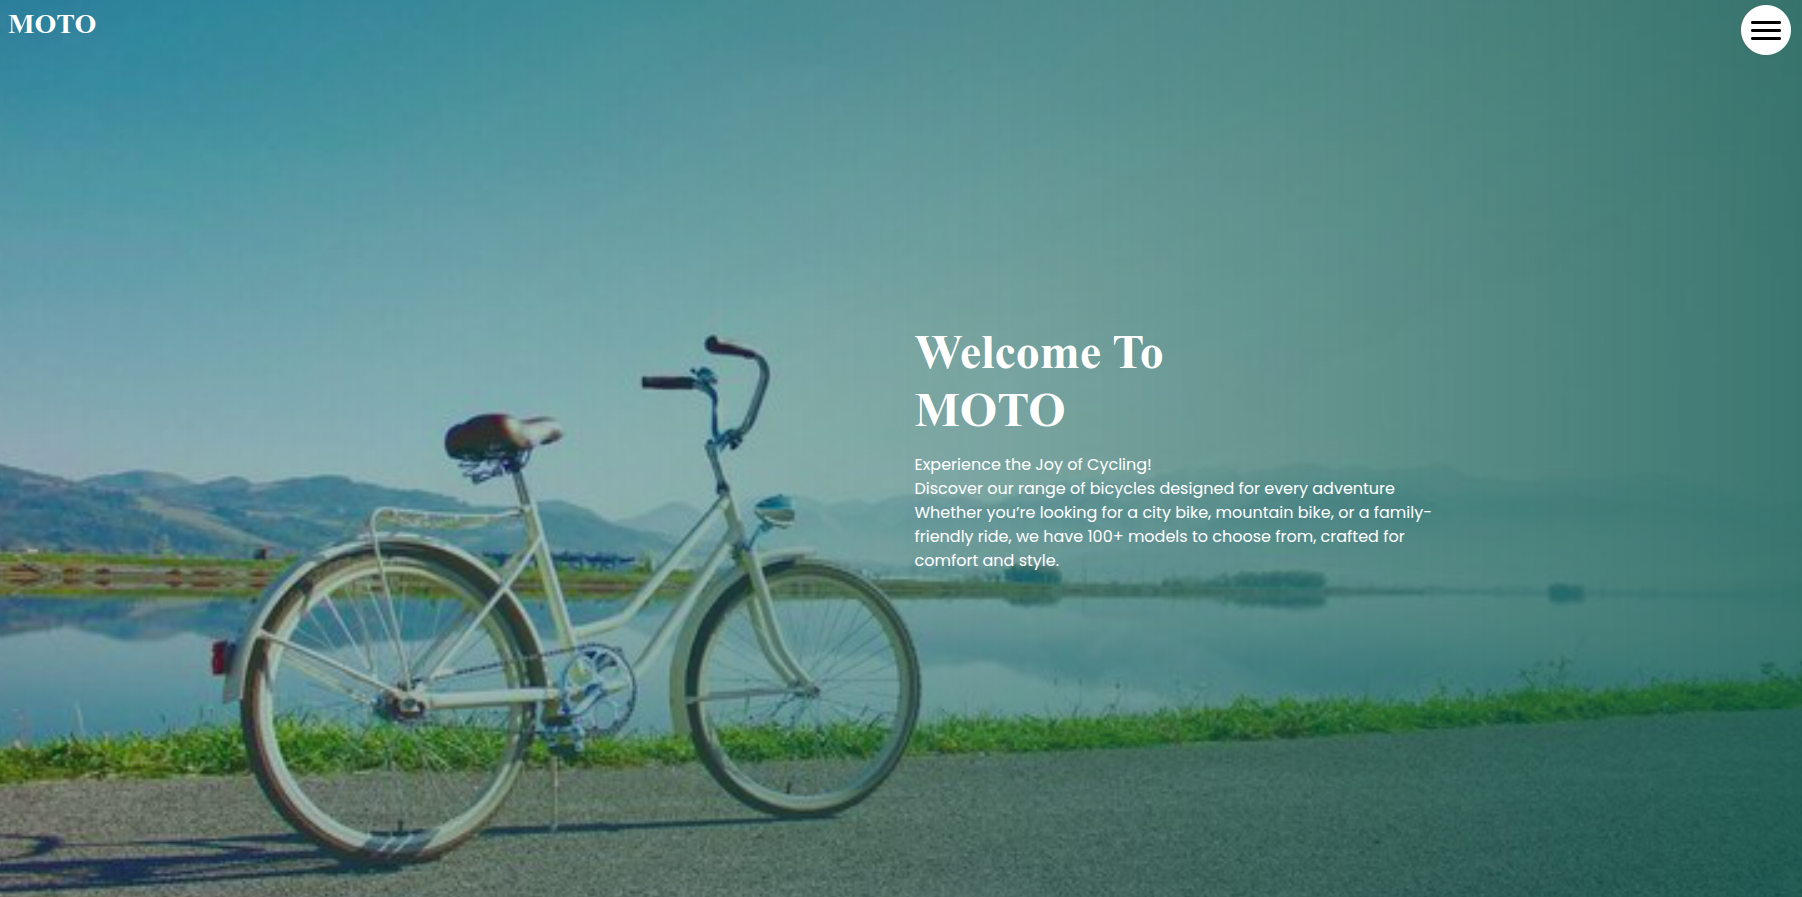 MOTO
Welcome To
MOTO
Experience the Joy of Cycling!
Discover our range of bicycles designed for every adventure
Whether you’re looking for a city bike, mountain bike, or a family-
friendly ride, we have 100+ models to choose from, crafted for
comfort and style.